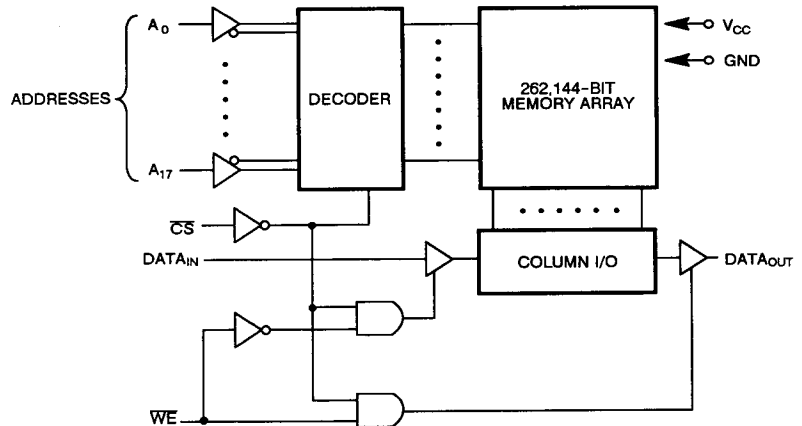 ADDRESSES
A0
A17
DECODER
262,144-BIT
MEMORY ARRAY
VCC
GND
CS
DATAIN
COLUMN I/O
DATAOUT
WE